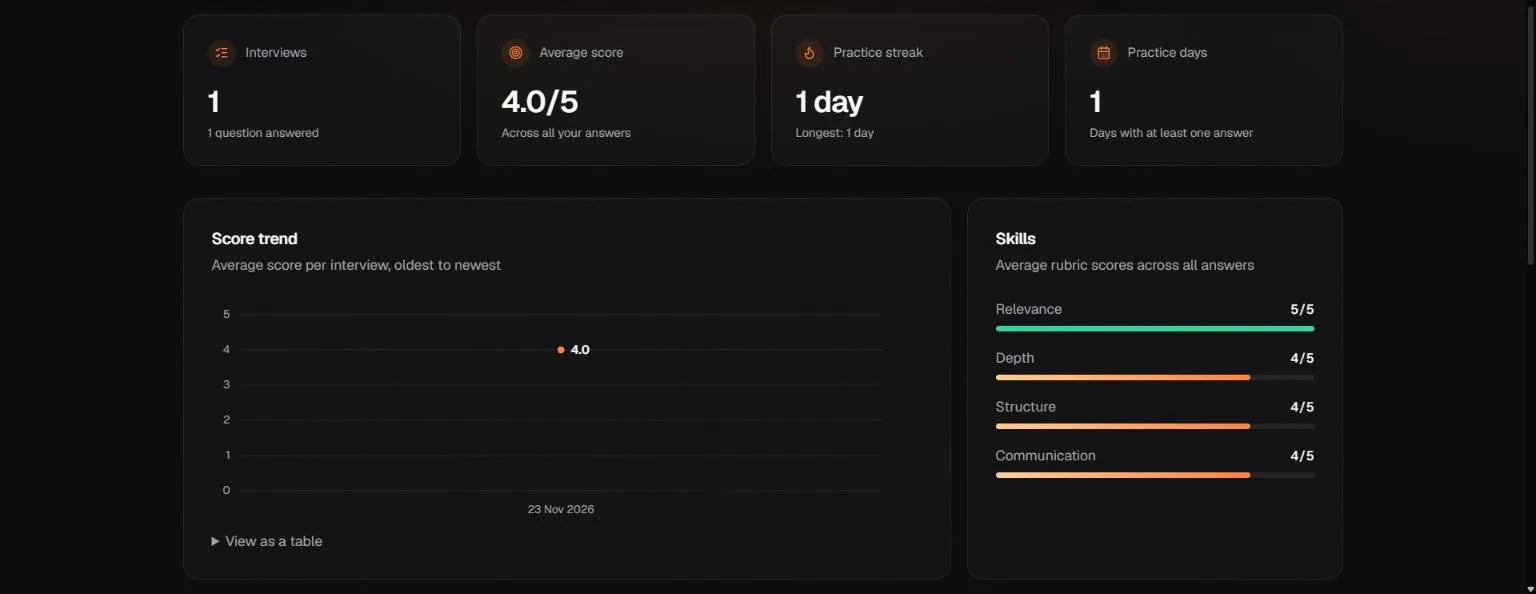 Interviews
1
1 question answered
Average score
4.0/5
Across all your answers
Practice streak
1 day
Longest: 1 day
Practice days
1
Days with at least one answer
Score trend
Average score per interview, oldest to newest
5
4
3
2
1
0
4.0
23 Nov 2026
View as a table
Skills
Average rubric scores across all answers
Relevance 5/5
Depth 4/5
Structure 4/5
Communication 4/5